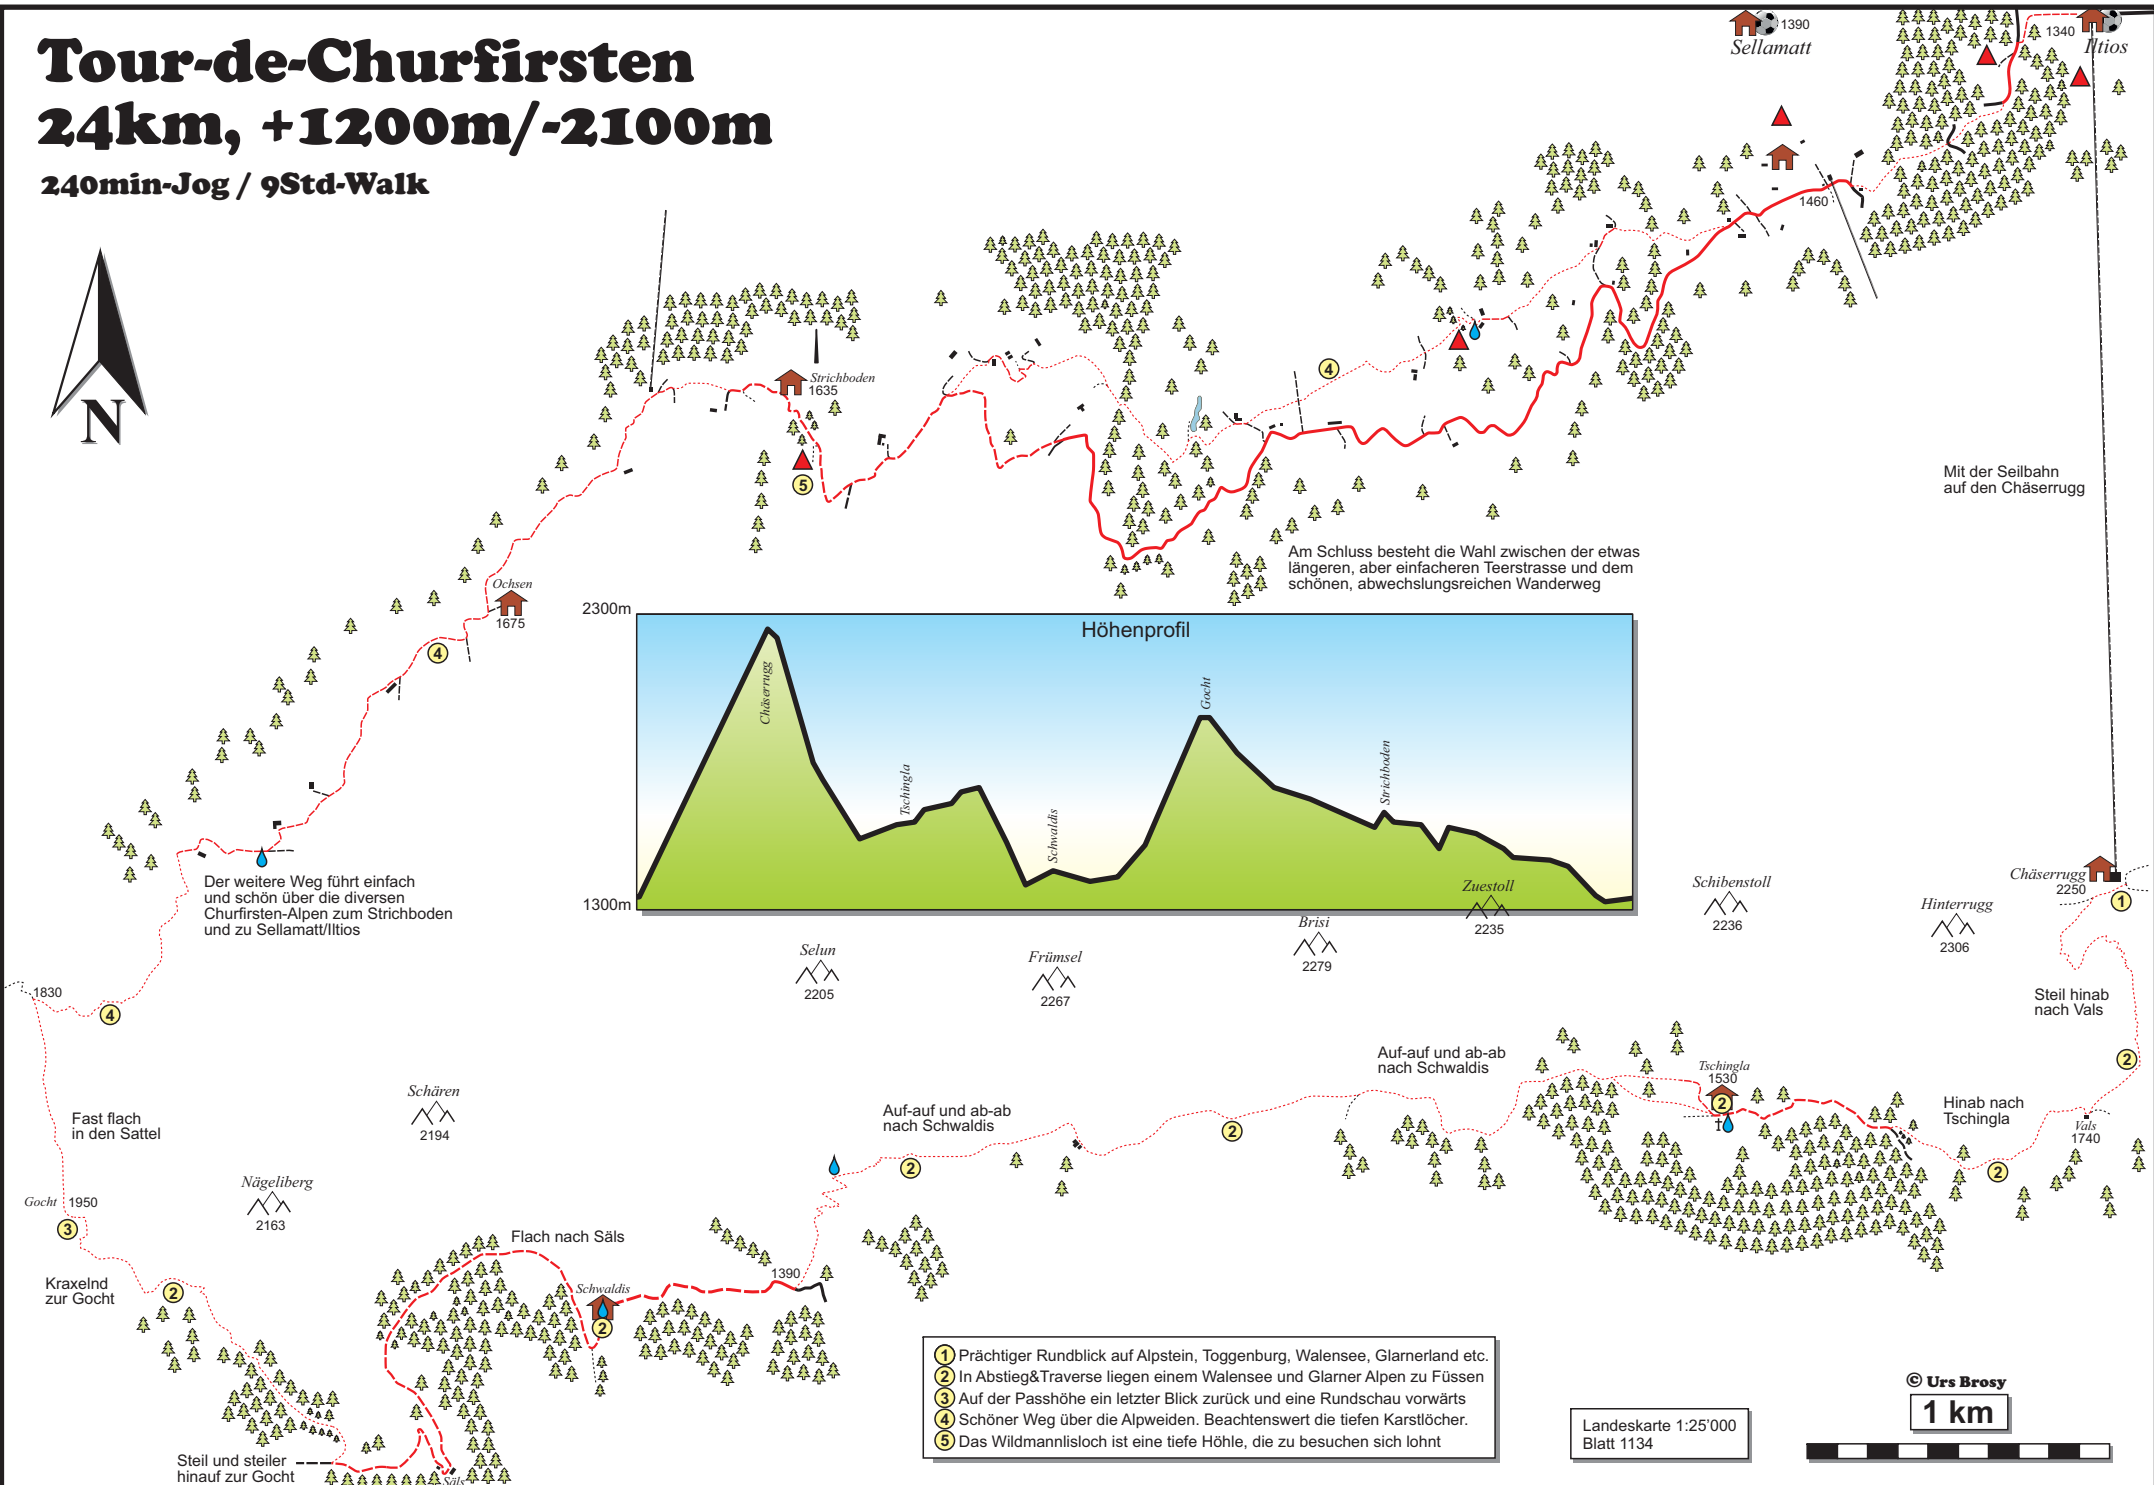 Tour-de-Churfirsten
24km, +1200m/-2100m
240min-Jog / 9Std-Walk
N
1390
Sellamatt
1340
Iltios
1460
Strichboden
1635
4
5
Mit der Seilbahn
auf den Chäserrugg
Am Schluss besteht die Wahl zwischen der etwas
längeren, aber einfacheren Teerstrasse und dem
schönen, abwechslungsreichen Wanderweg
Ochsen
1675
4
2300m
Höhenprofil
Chäserrugg
Tschingla
Schwaldis
Gocht
Strichboden
1300m
Der weitere Weg führt einfach
und schön über die diversen
Churfirsten-Alpen zum Strichboden
und zu Sellamatt/Iltios
Zuestoll
2235
Schibenstoll
2236
Hinterrugg
2306
Chäserrugg
2250
1
Brisi
2279
Selun
2205
Frümsel
2267
1830
4
Steil hinab
nach Vals
2
Auf-auf und ab-ab
nach Schwaldis
Tschingla
1530
2
Hinab nach
Tschingla
Vals
1740
2
Schären
2194
Auf-auf und ab-ab
nach Schwaldis
2
2
Fast flach
in den Sattel
Nägeliberg
2163
Gocht 1950
3
Flach nach Säls
1390
Schwaldis
2
Kraxelnd
zur Gocht
2
Steil und steiler
hinauf zur Gocht
Säls
1 Prächtiger Rundblick auf Alpstein, Toggenburg, Walensee, Glarnerland etc.
2 In Abstieg&Traverse liegen einem Walensee und Glarner Alpen zu Füssen
3 Auf der Passhöhe ein letzter Blick zurück und eine Rundschau vorwärts
4 Schöner Weg über die Alpweiden. Beachtenswert die tiefen Karstlöcher.
5 Das Wildmannlisloch ist eine tiefe Höhle, die zu besuchen sich lohnt
Landeskarte 1:25'000
Blatt 1134
© Urs Brosy
1 km